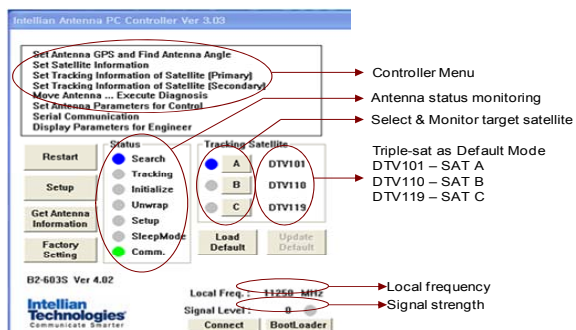 Intellian Antenna PC Controller Ver 3.03
Set Antenna GPS and Find Antenna Angle
Set Satellite Information
Set Tracking Information of Satellite (Primary)
Set Tracking Information of Satellite (Secondary)
Move Antenna ... Execute Diagnosis
Set Antenna Parameters for Control
Serial Communication
Display Parameters for Engineer
Controller Menu
Antenna status monitoring
Select & Monitor target satellite
Triple-sat as Default Mode
DTV101 – SAT A
DTV110 – SAT B
DTV119 – SAT C
Restart
Setup
Get Antenna Information
Factory Setting
Status
Search
Tracking
Initialize
Unwrap
Setup
SleepMode
Comm.
Tracking Satellite
A DTV101
B DTV110
C DTV119
Load Default
Update Default
B2-603S Ver 4.02
Intellian Technologies
Communicate Smarter
Local Freq. : 11250 MHz
Signal Level : 0
Local frequency
Signal strength
Connect
BootLoader